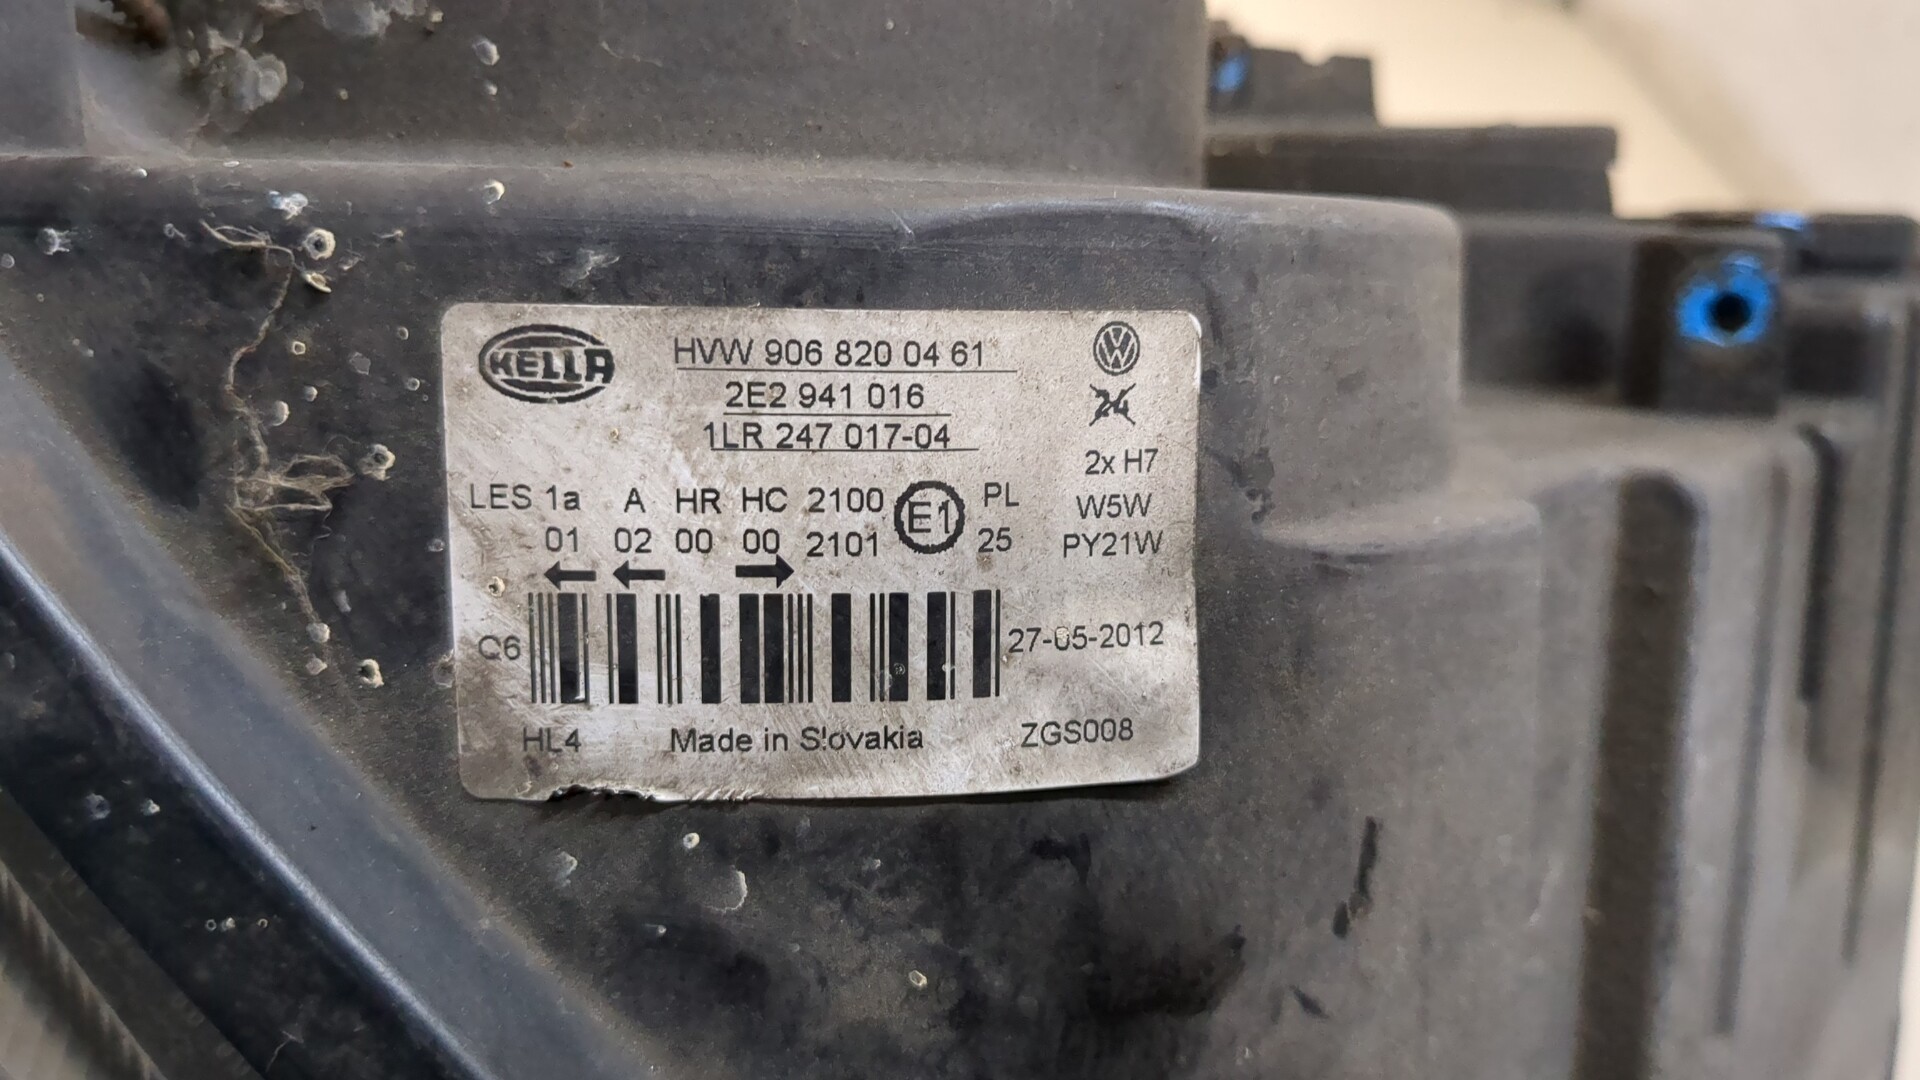 HELLA
HVW 906 820 04 61
2E2 941 016
1LR 247 017-04
24
2x H7
W5W
PY21W
LES 1a A HR HC 2100 E1 PL
01 02 00 00 2101 25
C6
27-05-2012
HL4 Made in Slovakia ZGS008